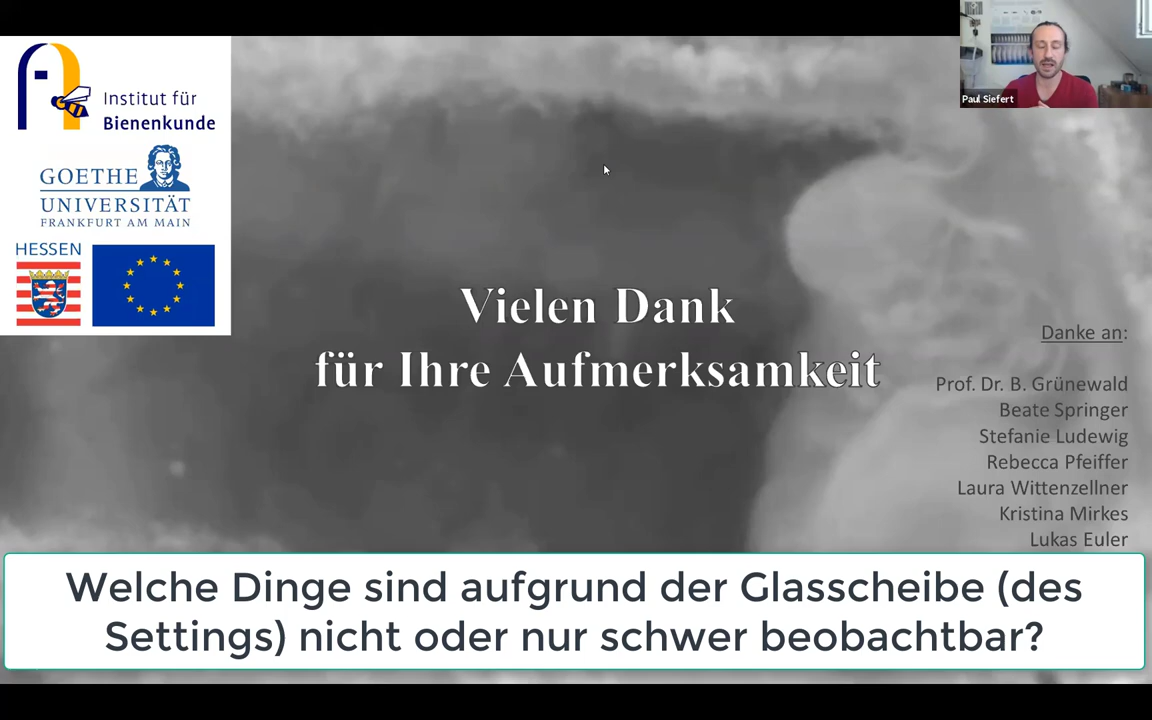 Institut für
Bienenkunde
GOETHE
UNIVERSITÄT
FRANKFURT AM MAIN
HESSEN
Paul Siefert
Vielen Dank
für Ihre Aufmerksamkeit
Danke an:
Prof. Dr. B. Grünewald
Beate Springer
Stefanie Ludewig
Rebecca Pfeiffer
Laura Wittenzellner
Kristina Mirkes
Lukas Euler
Welche Dinge sind aufgrund der Glasscheibe (des
Settings) nicht oder nur schwer beobachtbar?